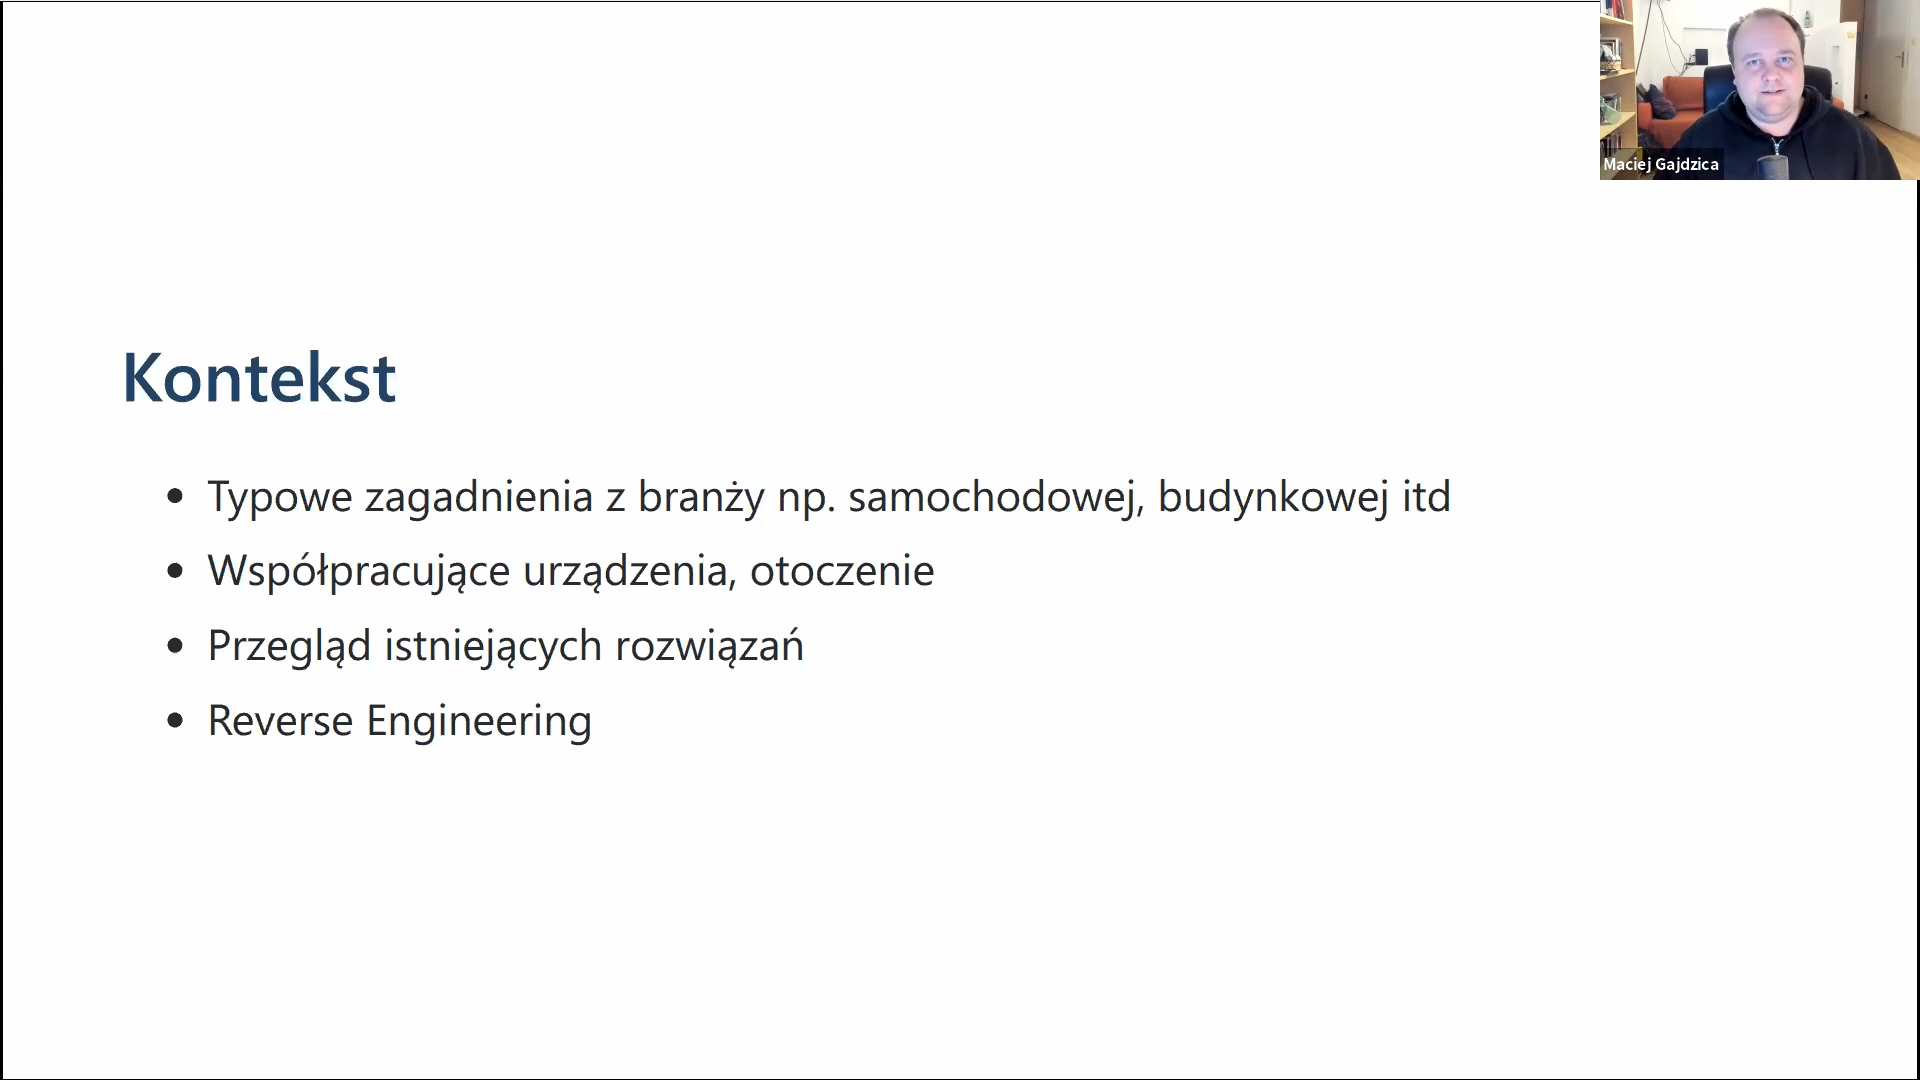 Maciej Gajdzica
Kontekst
• Typowe zagadnienia z branży np. samochodowej, budynkowej itd
• Współpracujące urządzenia, otoczenie
• Przegląd istniejących rozwiązań
• Reverse Engineering